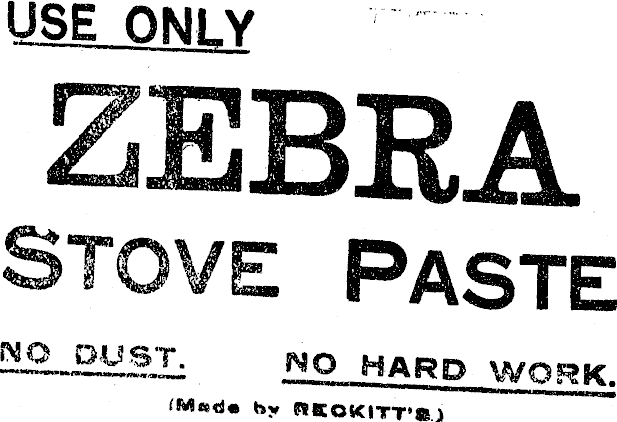 USE ONLY
ZEBRA
STOVE PASTE
NO DUST. NO HARD WORK.
(Made by RECKITT'S.)